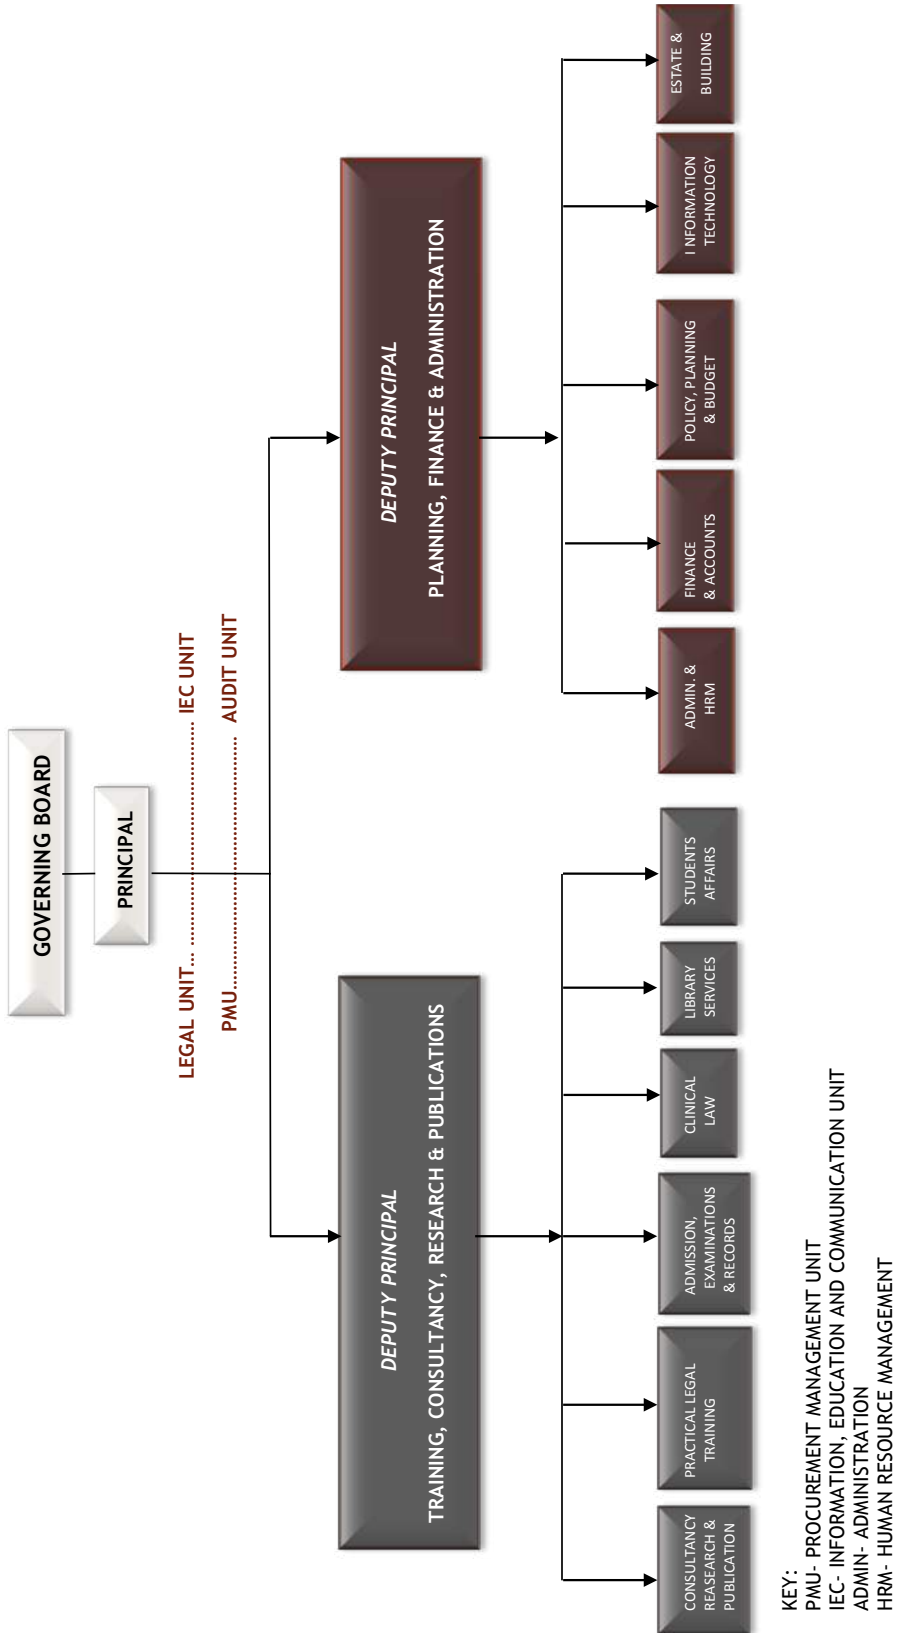 GOVERNING BOARD
PRINCIPAL
LEGAL UNIT... ................................... IEC UNIT
PMU................................... AUDIT UNIT
DEPUTY PRINCIPAL
TRAINING, CONSULTANCY, RESEARCH & PUBLICATIONS
DEPUTY PRINCIPAL
PLANNING, FINANCE & ADMINISTRATION
CONSULTANCY
REASEARCH &
PUBLICATION
PRACTICAL LEGAL
TRAINING
ADMISSION,
EXAMINATIONS
& RECORDS
CLINICAL
LAW
LIBRARY
SERVICES
STUDENTS
AFFAIRS
ADMIN. &
HRM
FINANCE
& ACCOUNTS
POLICY, PLANNING
& BUDGET
I NFORMATION
TECHNOLOGY
ESTATE &
BUILDING
KEY:
PMU- PROCUREMENT MANAGEMENT UNIT
IEC- INFORMATION, EDUCATION AND COMMUNICATION UNIT
ADMIN- ADMINISTRATION
HRM- HUMAN RESOURCE MANAGEMENT